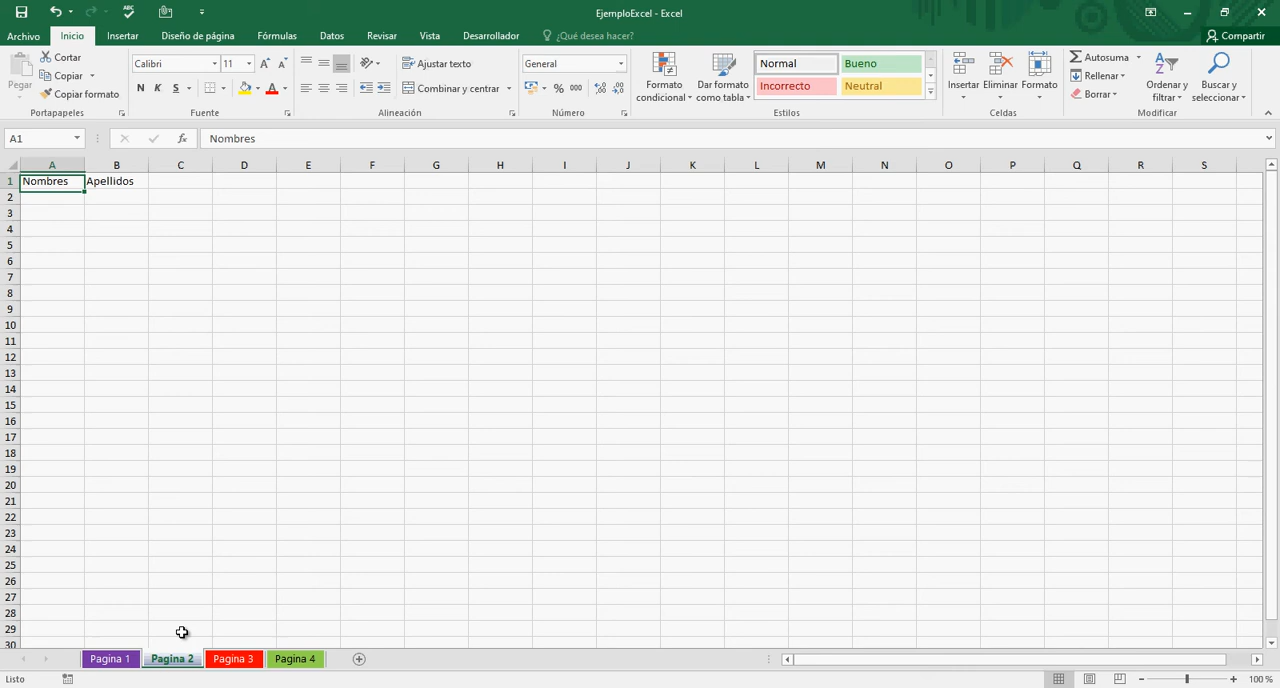 EjemploExcel - Excel
Archivo Inicio Insertar Diseño de página Fórmulas Datos Revisar Vista Desarrollador ¿Qué desea hacer? Compartir
Pegar
Cortar
Copiar
Copiar formato
Portapapeles
Calibri 11
N K S
Fuente
Ajustar texto
Combinar y centrar
Alineación
General
% 000
Número
Formato condicional
Dar formato como tabla
Normal Bueno
Incorrecto Neutral
Estilos
Insertar Eliminar Formato
Celdas
Autosuma
Rellenar
Borrar
Ordenar y filtrar
Buscar y seleccionar
Modificar
A1 fx Nombres
A B C D E F G H I J K L M N O P Q R S
1 Nombres Apellidos
2
3
4
5
6
7
8
9
10
11
12
13
14
15
16
17
18
19
20
21
22
23
24
25
26
27
28
29
30
Pagina 1 Pagina 2 Pagina 3 Pagina 4
Listo 100 %